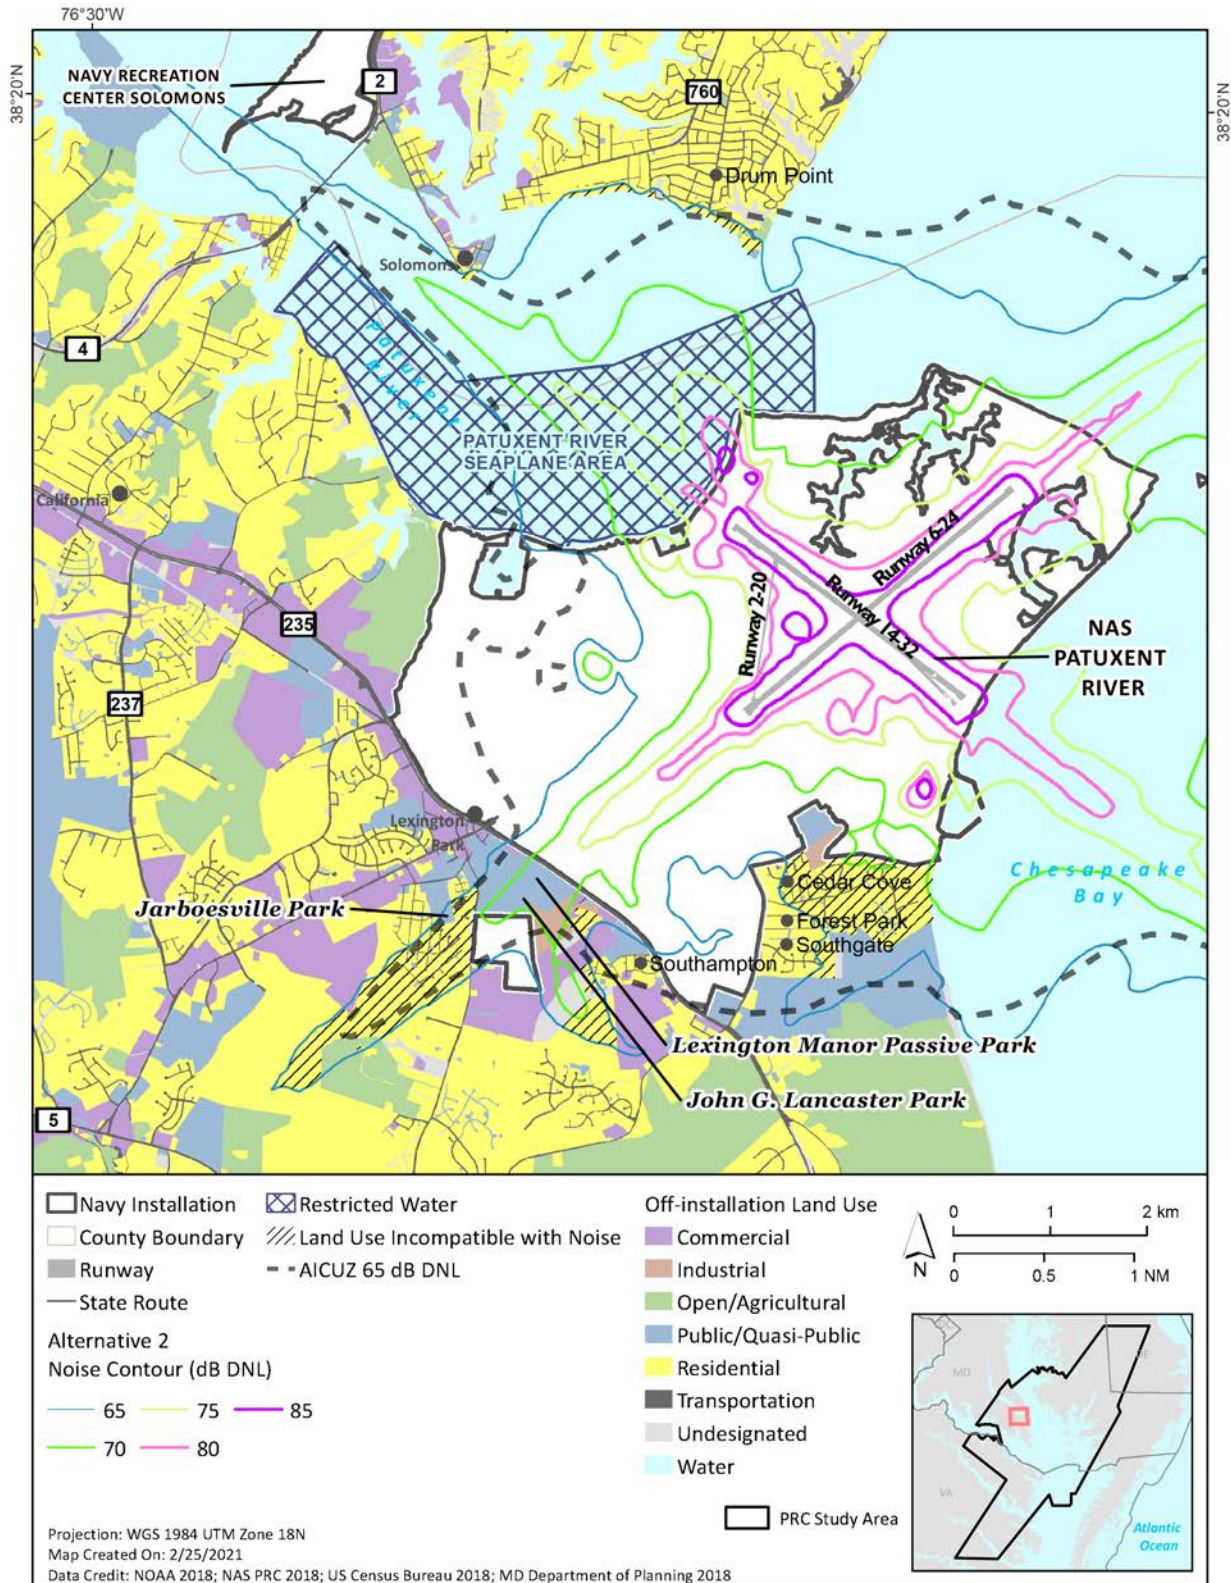 76°30'W
38°20'N
38°20'N
NAVY RECREATION
CENTER SOLOMONS
2
760
Drum Point
Solomons
4
Patuxent
River
PATUXENT RIVER
SEAPLANE AREA
California
Runway 6-24
Runway 2-20
Runway 14-32
235
NAS
PATUXENT
RIVER
237
Lexington
Park
Chesapeake
Bay
Cedar Cove
Jarboesville Park
Forest Park
Southgate
Southampton
Lexington Manor Passive Park
John G. Lancaster Park
5
Navy Installation
County Boundary
Runway
State Route
Restricted Water
Land Use Incompatible with Noise
AICUZ 65 dB DNL
Alternative 2
Noise Contour (dB DNL)
65
75
85
70
80
Off-installation Land Use
Commercial
Industrial
Open/Agricultural
Public/Quasi-Public
Residential
Transportation
Undesignated
Water
N
0 1 2 km
0 0.5 1 NM
MD
DE
VA
Atlantic
Ocean
PRC Study Area
Projection: WGS 1984 UTM Zone 18N
Map Created On: 2/25/2021
Data Credit: NOAA 2018; NAS PRC 2018; US Census Bureau 2018; MD Department of Planning 2018